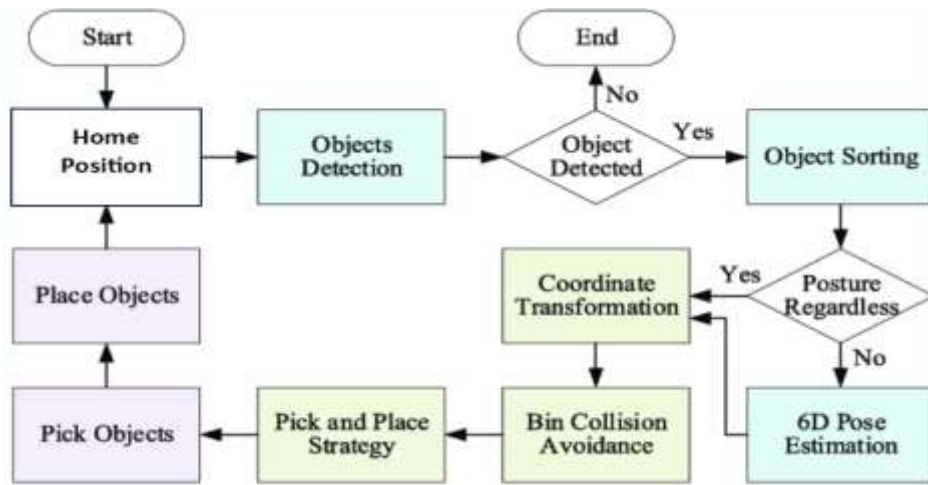 Start
End
No
Home
Position
Objects
Detection
Object
Detected
Yes
Object Sorting
Place Objects
Coordinate
Transformation
Yes
Posture
Regardless
No
Pick Objects
Pick and Place
Strategy
Bin Collision
Avoidance
6D Pose
Estimation